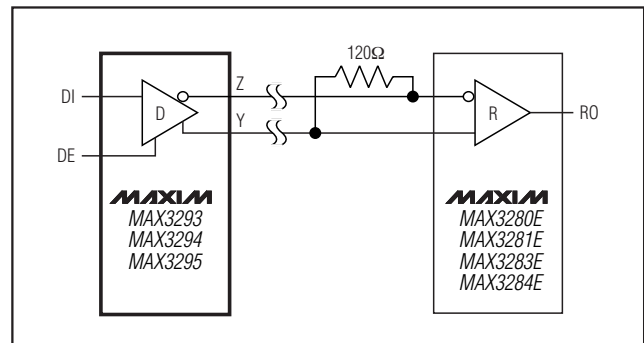 120Ω
DI
D
Z
Y
R
RO
DE
MAXIM
MAX3293
MAX3294
MAX3295
MAXIM
MAX3280E
MAX3281E
MAX3283E
MAX3284E